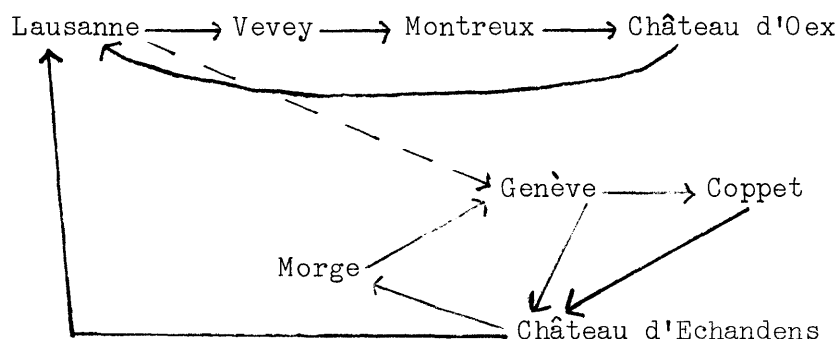 Lausanne Vevey Montreux Château d'Oex
Genève Coppet
Morge
Château d'Echandens